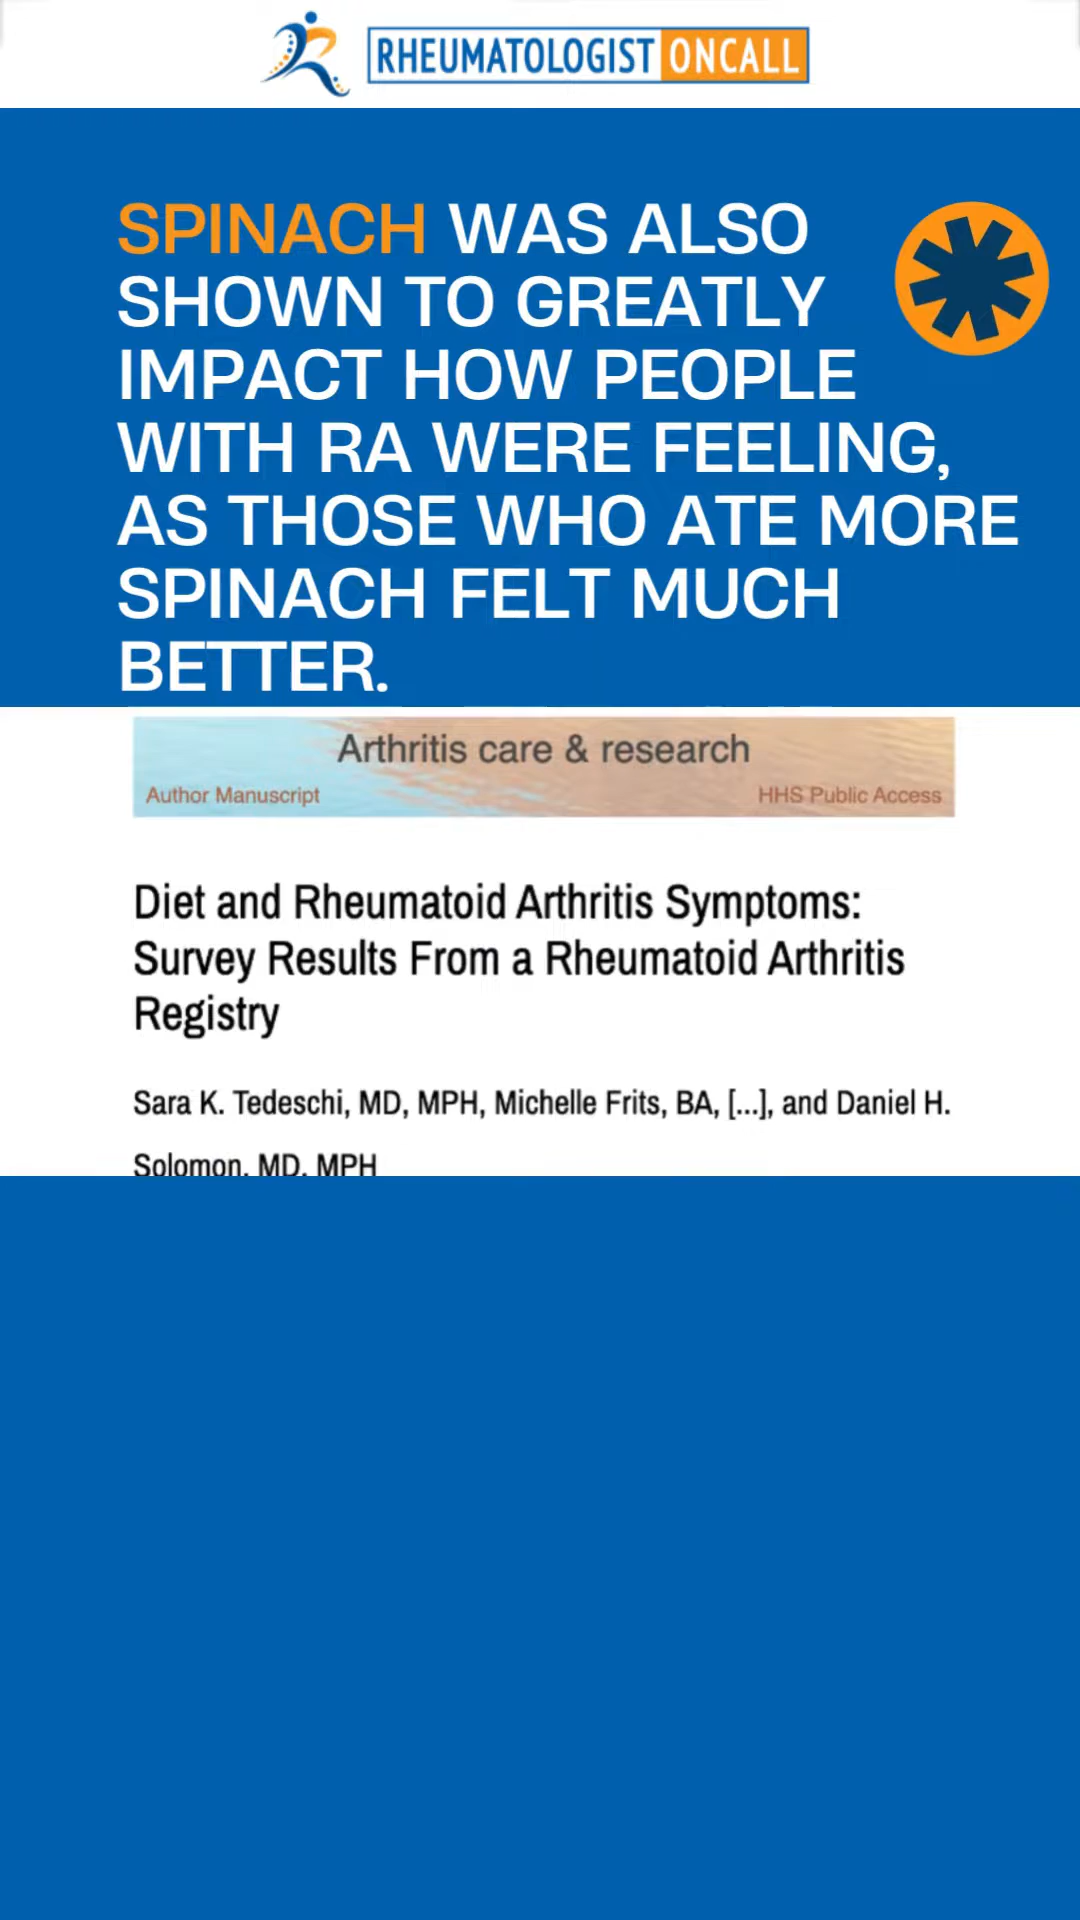 RHEUMATOLOGIST ONCALL
SPINACH WAS ALSO
SHOWN TO GREATLY
IMPACT HOW PEOPLE
WITH RA WERE FEELING,
AS THOSE WHO ATE MORE
SPINACH FELT MUCH
BETTER.
Arthritis care & research
Author Manuscript HHS Public Access
Diet and Rheumatoid Arthritis Symptoms:
Survey Results From a Rheumatoid Arthritis
Registry
Sara K. Tedeschi, MD, MPH, Michelle Frits, BA, [...], and Daniel H.
Solomon, MD, MPH